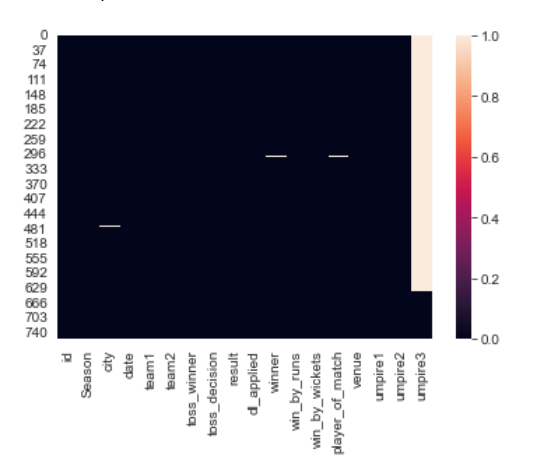 0
37
74
111
148
185
222
259
296
333
370
407
444
481
518
555
592
629
666
703
740
1.0
0.8
0.6
0.4
0.2
0.0
id
Season
city
date
team1
team2
toss_winner
toss_decision
result
dl_applied
winner
win_by_runs
win_by_wickets
player_of_match
venue
umpire1
umpire2
umpire3